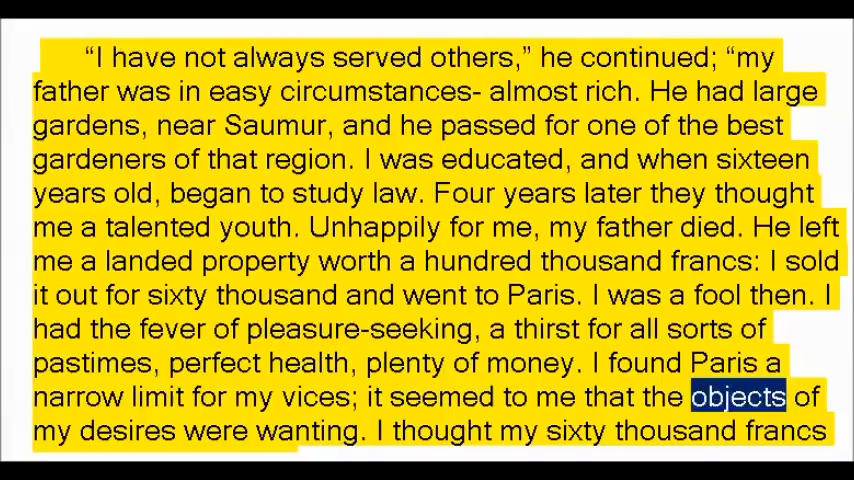 “I have not always served others,” he continued; “my
father was in easy circumstances- almost rich. He had large
gardens, near Saumur, and he passed for one of the best
gardeners of that region. I was educated, and when sixteen
years old, began to study law. Four years later they thought
me a talented youth. Unhappily for me, my father died. He left
me a landed property worth a hundred thousand francs: I sold
it out for sixty thousand and went to Paris. I was a fool then. I
had the fever of pleasure-seeking, a thirst for all sorts of
pastimes, perfect health, plenty of money. I found Paris a
narrow limit for my vices; it seemed to me that the objects of
my desires were wanting. I thought my sixty thousand francs